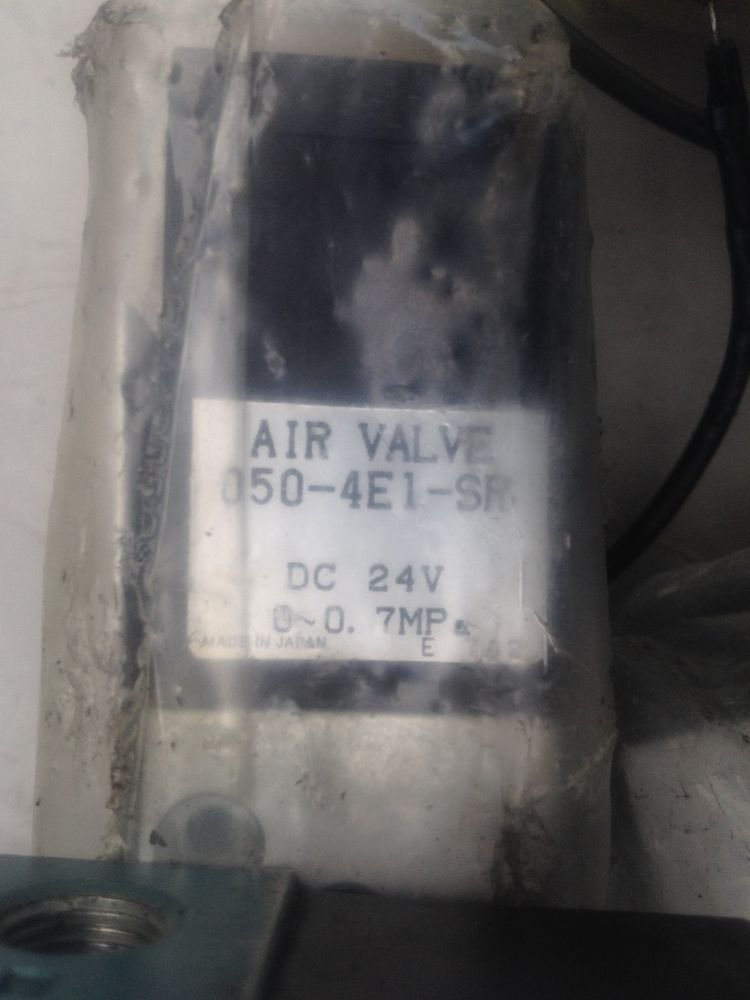 AIR VALVE
050-4E1-SR
DC 24V
0~0.7MPa
MADE IN JAPAN E